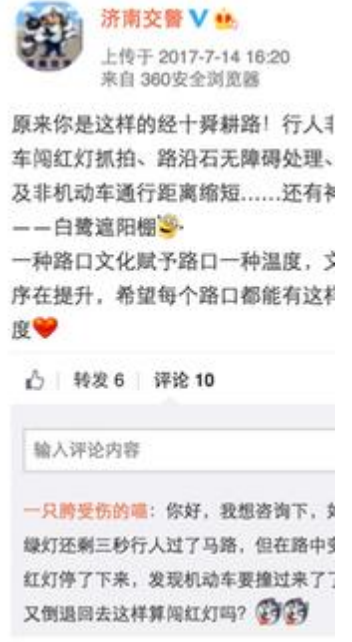 济南交警
上传于 2017-7-14 16:20
来自 360安全浏览器
原来你是这样的经十舜耕路！行人非
车闯红灯抓拍、路沿石无障碍处理、
及非机动车通行距离缩短……还有
——白鹭遮阳棚
一种路口文化赋予路口一种温度，文
序在提升，希望每个路口都能有这样
度
转发 6 评论 10
输入评论内容
一只胯受伤的喵：你好，我想咨询下，如
绿灯还剩三秒行人过了马路，但在路中变
红灯停了下来，发现机动车要撞过来了
又倒退回去这样算闯红灯吗？